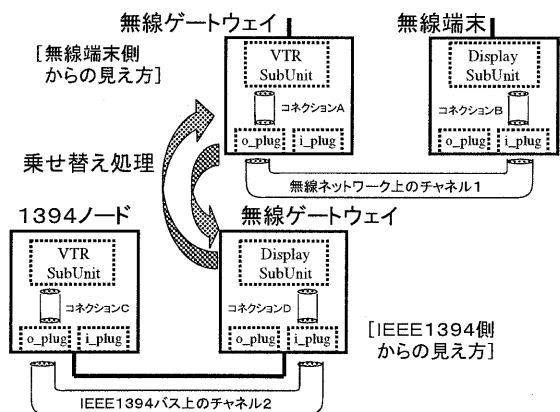 無線ゲートウェイ
無線端末
[無線端末側
からの見え方]
VTR
SubUnit
コネクションA
o_plug
i_plug
Display
SubUnit
コネクションB
o_plug
i_plug
無線ネットワーク上のチャネル1
乗せ替え処理
1394ノード
無線ゲートウェイ
VTR
SubUnit
コネクションC
o_plug
i_plug
Display
SubUnit
コネクションD
o_plug
i_plug
[IEEE1394側
からの見え方]
IEEE1394バス上のチャネル2